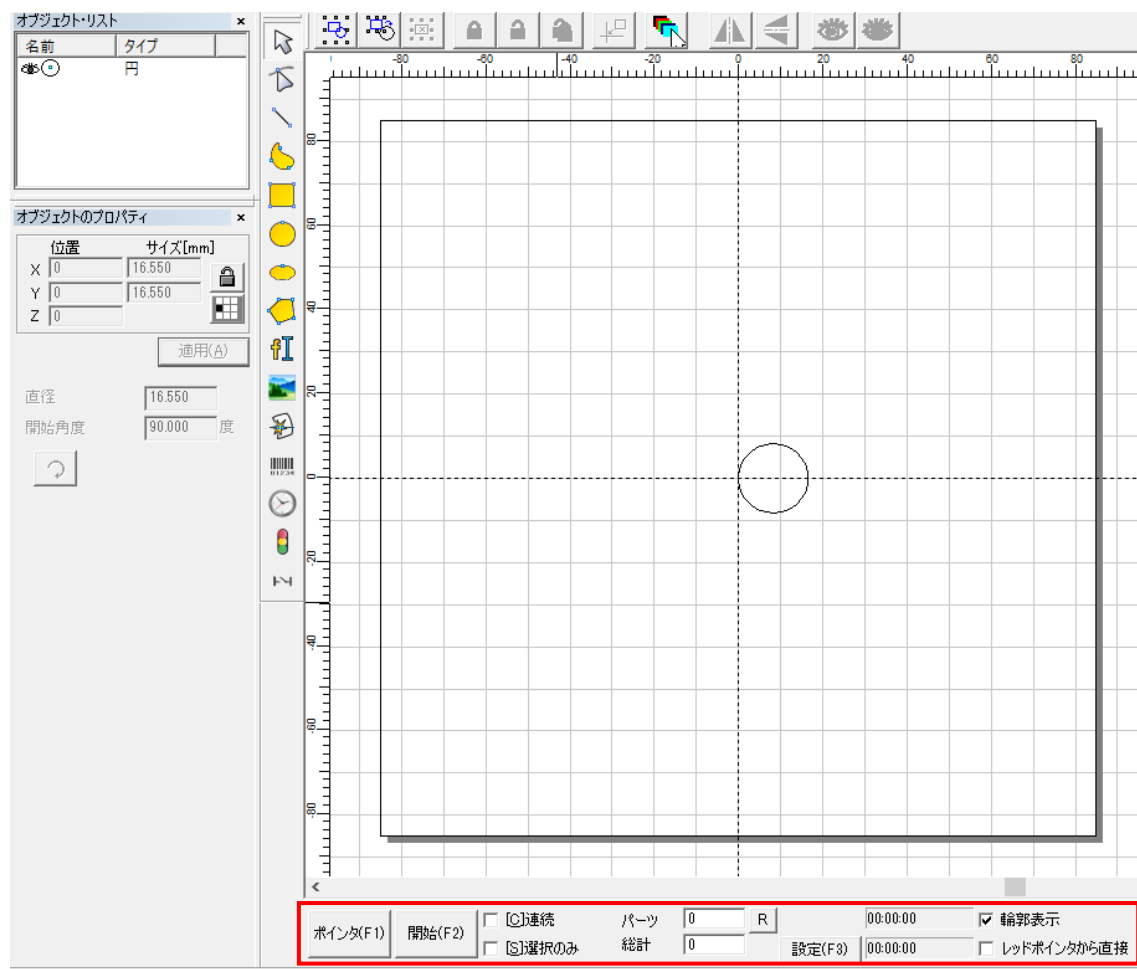 オブジェクト・リスト ×
名前 タイプ
円
オブジェクトのプロパティ ×
位置 サイズ[mm]
X 0 16.550
Y 0 16.550
Z 0
適用(A)
直径 16.550
開始角度 90.000 度
01234
-80 -60 -40 -20 0 20 40 60 80
80
60
40
20
0
-20
-40
-60
-80
ポインタ(F1) 開始(F2)
[C]連続 パーツ 0 R 00:00:00 輪郭表示
[S]選択のみ 総計 0 設定(F3) 00:00:00 レッドポインタから直接